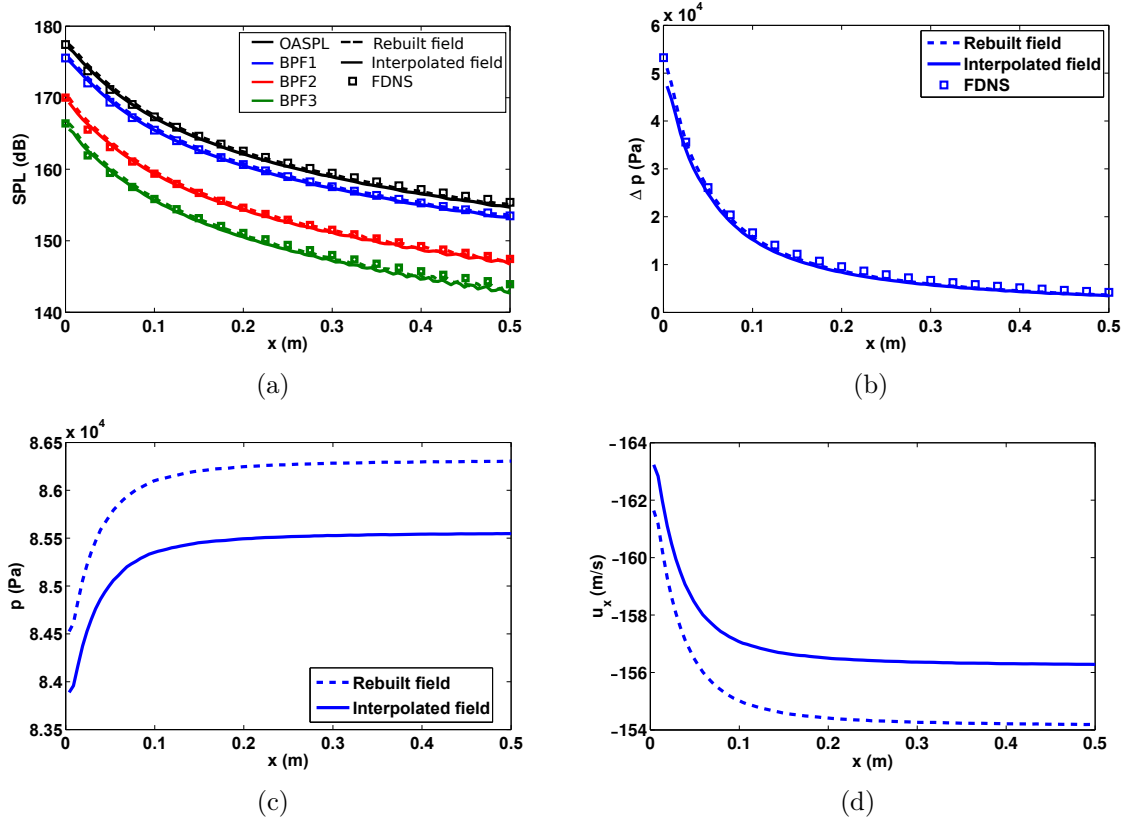 180
170
160
150
140
SPL (dB)
OASPL
BPF1
BPF2
BPF3
Rebuilt field
Interpolated field
FDNS
0 0.1 0.2 0.3 0.4 0.5
x (m)
(a)
x 10^4
6
5
4
3
2
1
0
Δ p (Pa)
Rebuilt field
Interpolated field
FDNS
0 0.1 0.2 0.3 0.4 0.5
x (m)
(b)
x 10^4
8.65
8.6
8.55
8.5
8.45
8.4
8.35
p (Pa)
Rebuilt field
Interpolated field
0 0.1 0.2 0.3 0.4 0.5
x (m)
(c)
−164
−162
−160
−158
−156
−154
u_x (m/s)
Rebuilt field
Interpolated field
0 0.1 0.2 0.3 0.4 0.5
x (m)
(d)